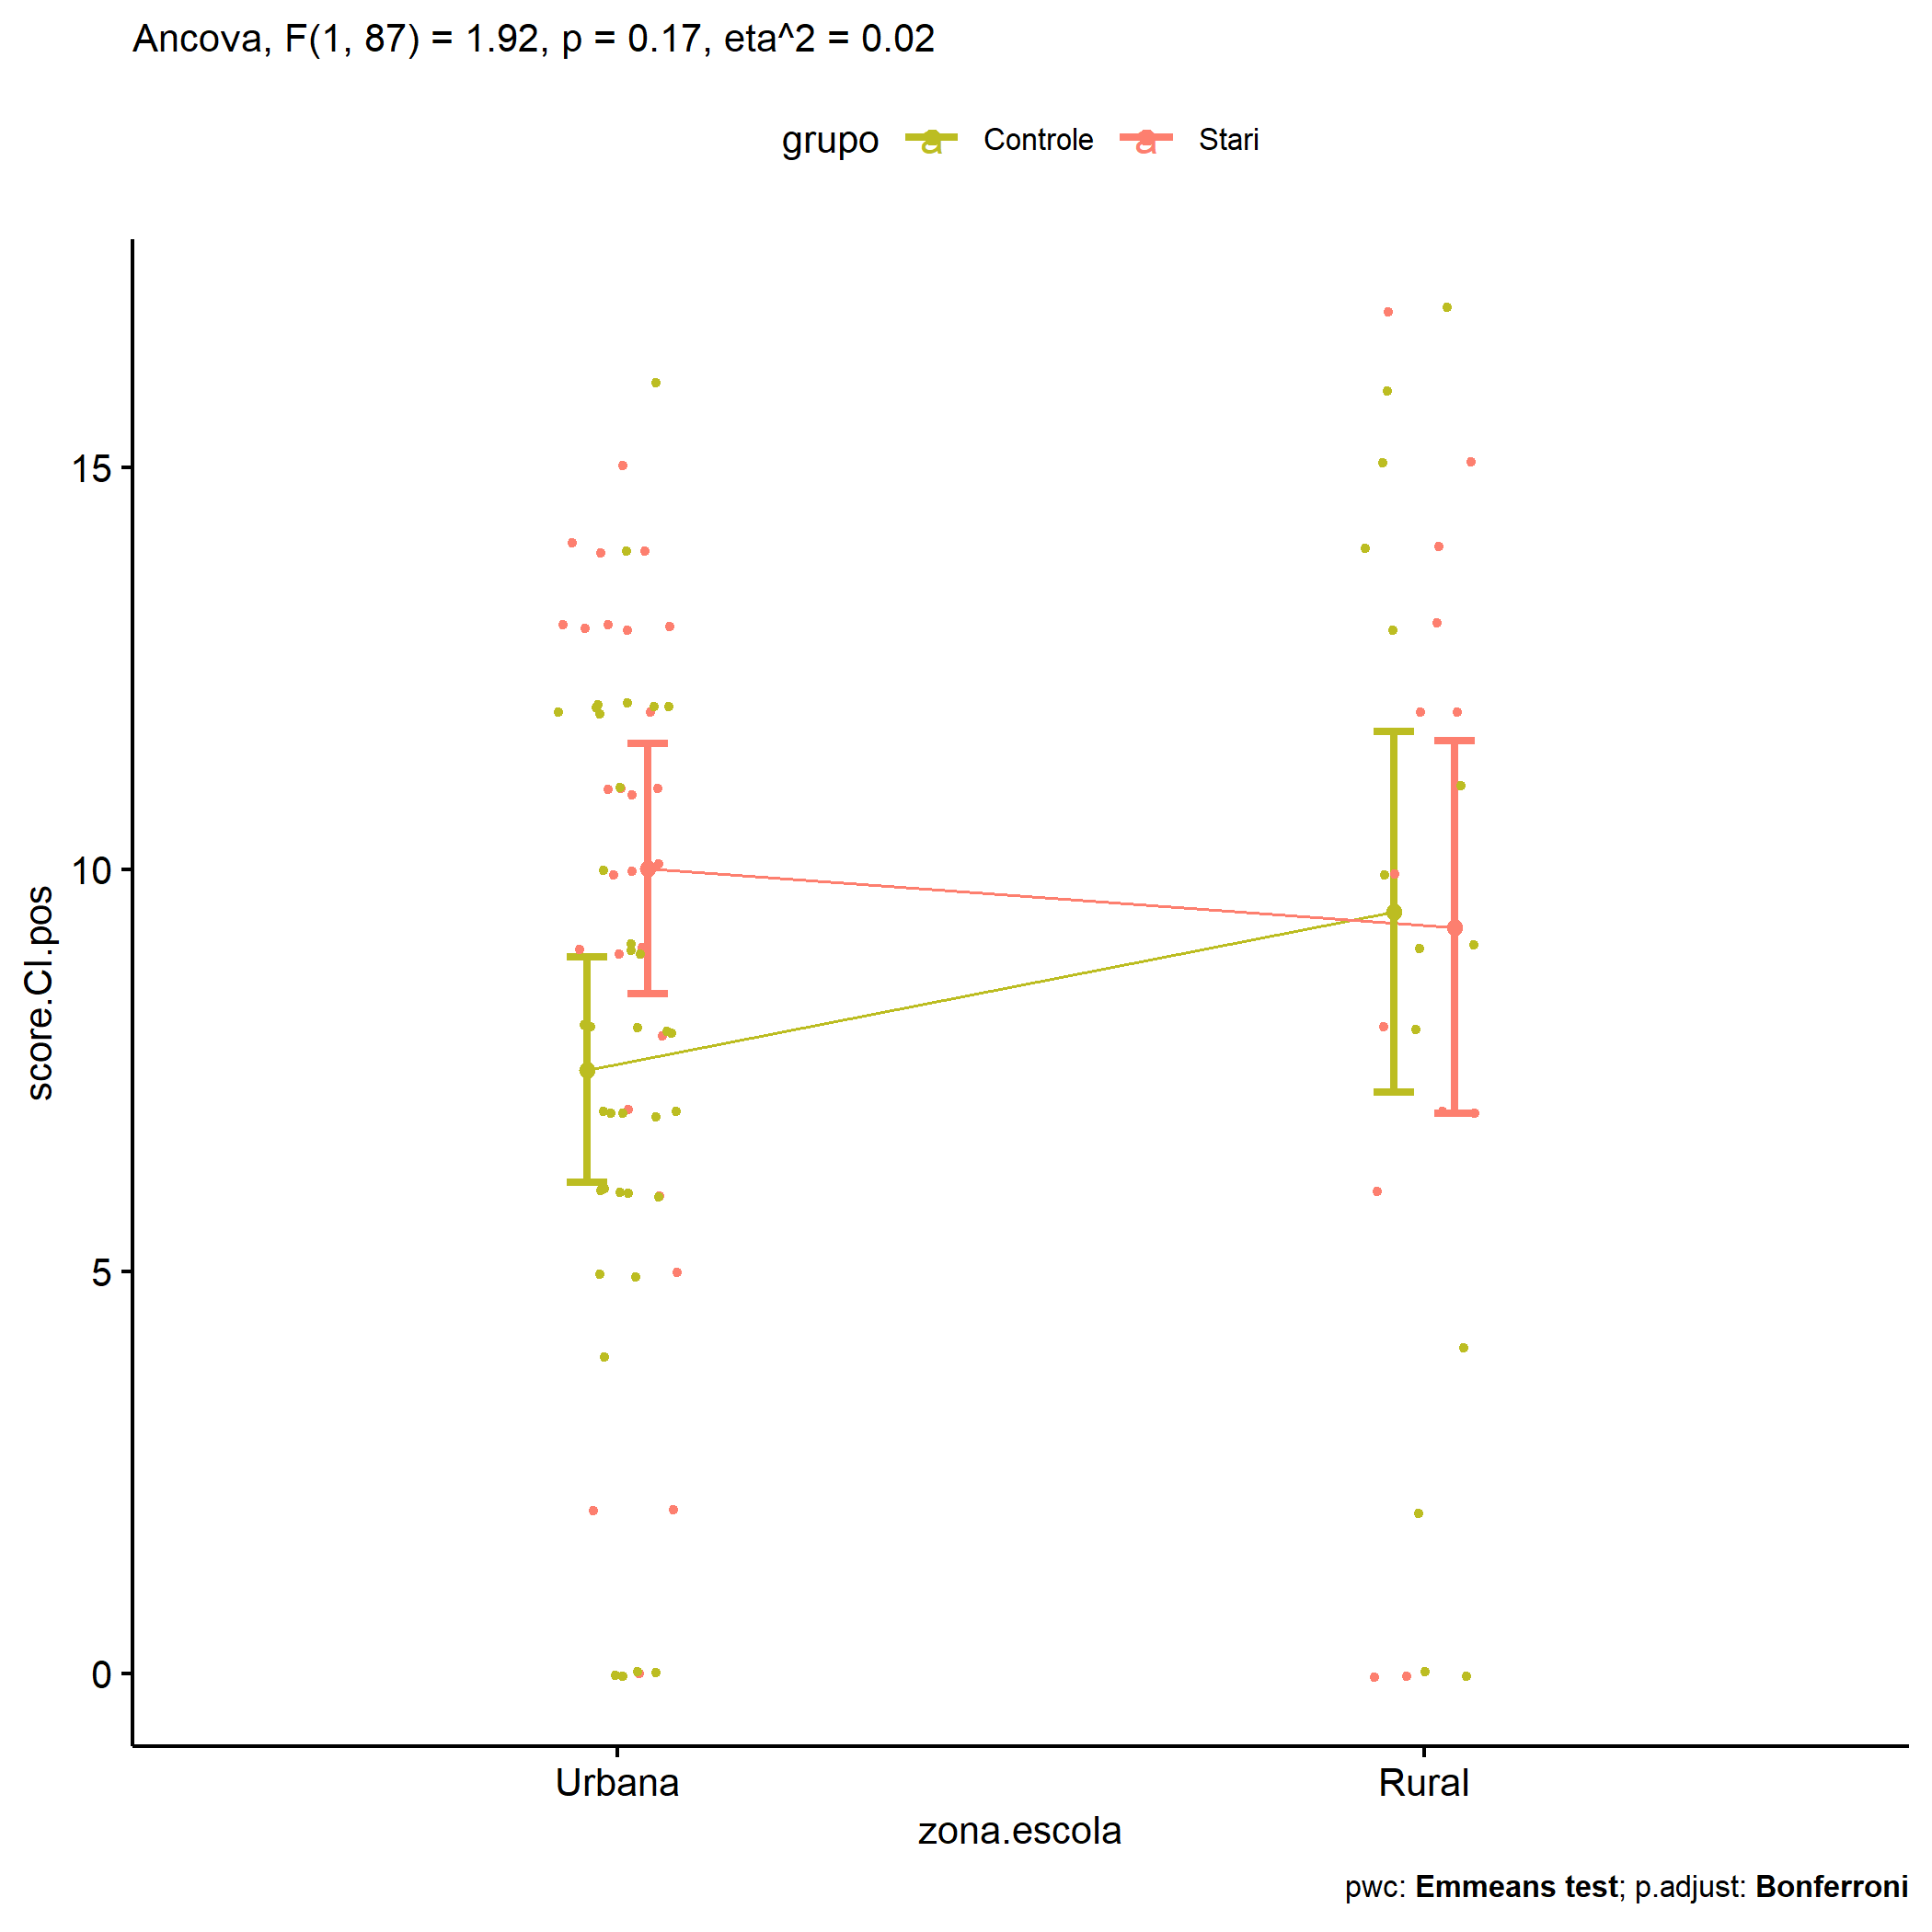 Ancova, F(1, 87) = 1.92, p = 0.17, eta^2 = 0.02
grupo a Controle a Stari
15
10
5
0
score.CI.pos
Urbana Rural
zona.escola
pwc: Emmeans test; p.adjust: Bonferroni